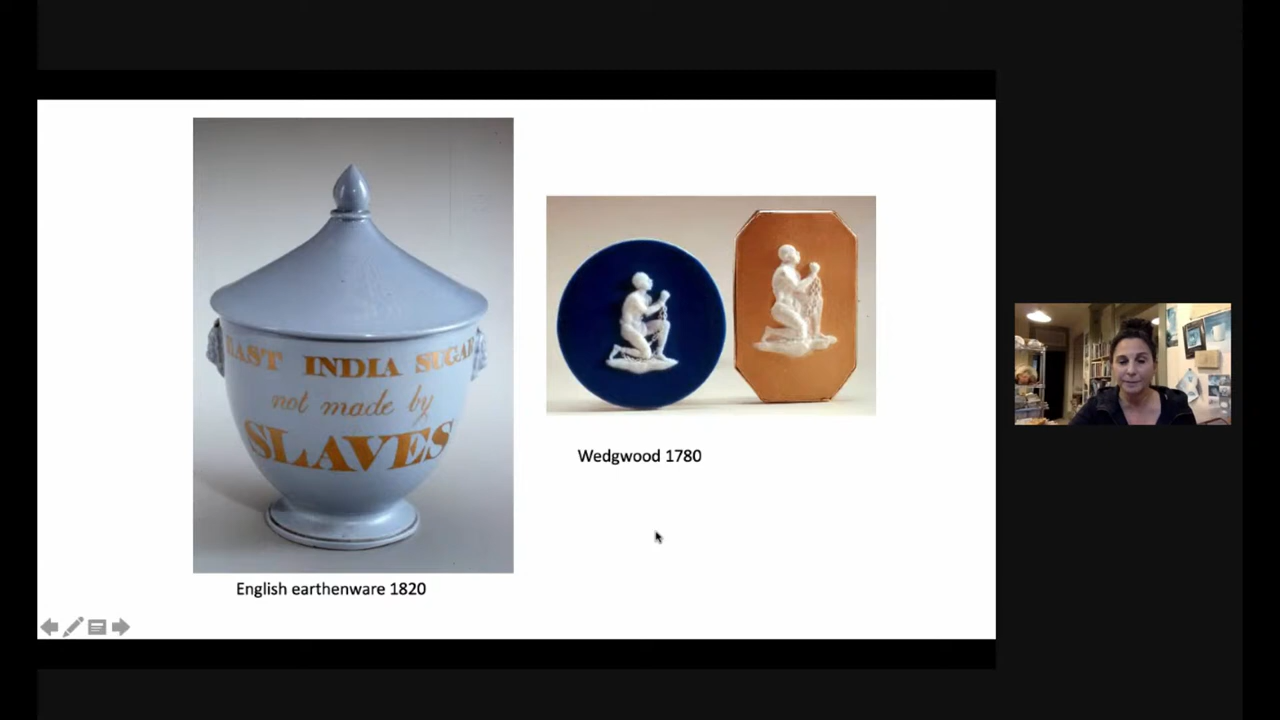 EAST INDIA SUGAR
not made by
SLAVES
English earthenware 1820
Wedgwood 1780